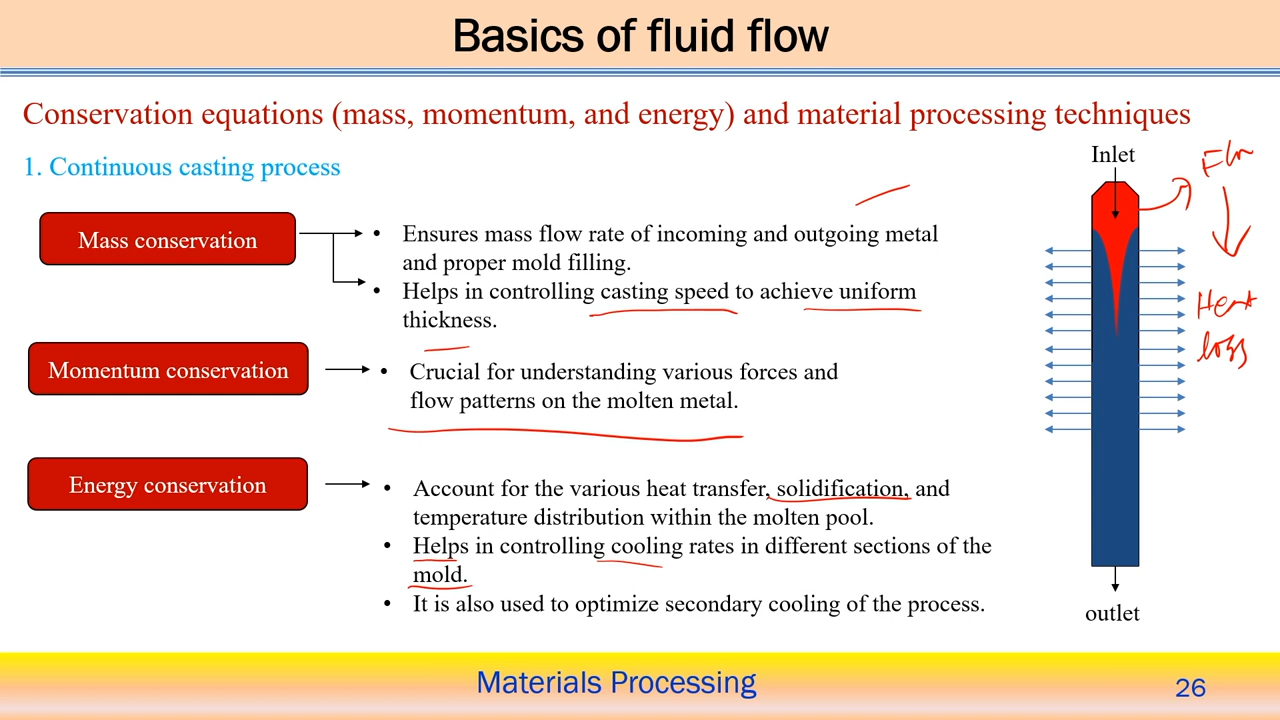 Basics of fluid flow
Conservation equations (mass, momentum, and energy) and material processing techniques
1. Continuous casting process
Mass conservation
• Ensures mass flow rate of incoming and outgoing metal
and proper mold filling.
• Helps in controlling casting speed to achieve uniform
thickness.
Momentum conservation
• Crucial for understanding various forces and
flow patterns on the molten metal.
Energy conservation
• Account for the various heat transfer, solidification, and
temperature distribution within the molten pool.
• Helps in controlling cooling rates in different sections of the
mold.
• It is also used to optimize secondary cooling of the process.
Inlet
Heat
loss
outlet
Materials Processing
26